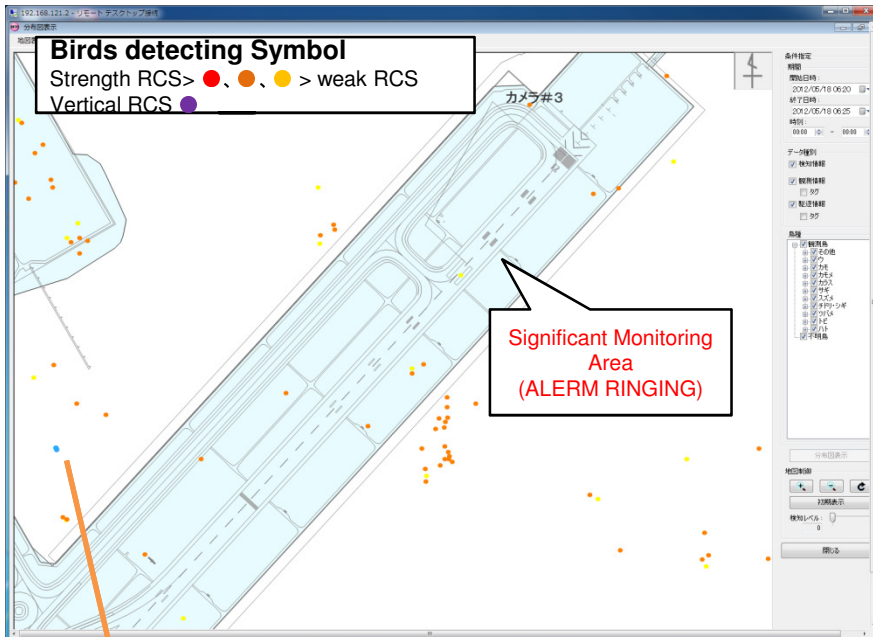 192.168.121.2 - リモート デスクトップ接続
分布図表示
Birds detecting Symbol
Strength RCS> 、 、 > weak RCS
Vertical RCS
カメラ#3
Significant Monitoring
Area
(ALERM RINGING)
条件指定
期間
開始日時:
2012/05/18 06:20
終了日時:
2012/05/18 06:25
時刻:
00:00 ~ 00:00
データ種別
検知情報
観測情報
タグ
駆逐情報
タグ
鳥種
観測鳥
その他
ウ
カモ
カモメ
カラス
サギ
スズメ
チドリ・シギ
ツバメ
トビ
ハト
不明鳥
分布図表示
地図制御
初期表示
検知レベル:
0
閉じる